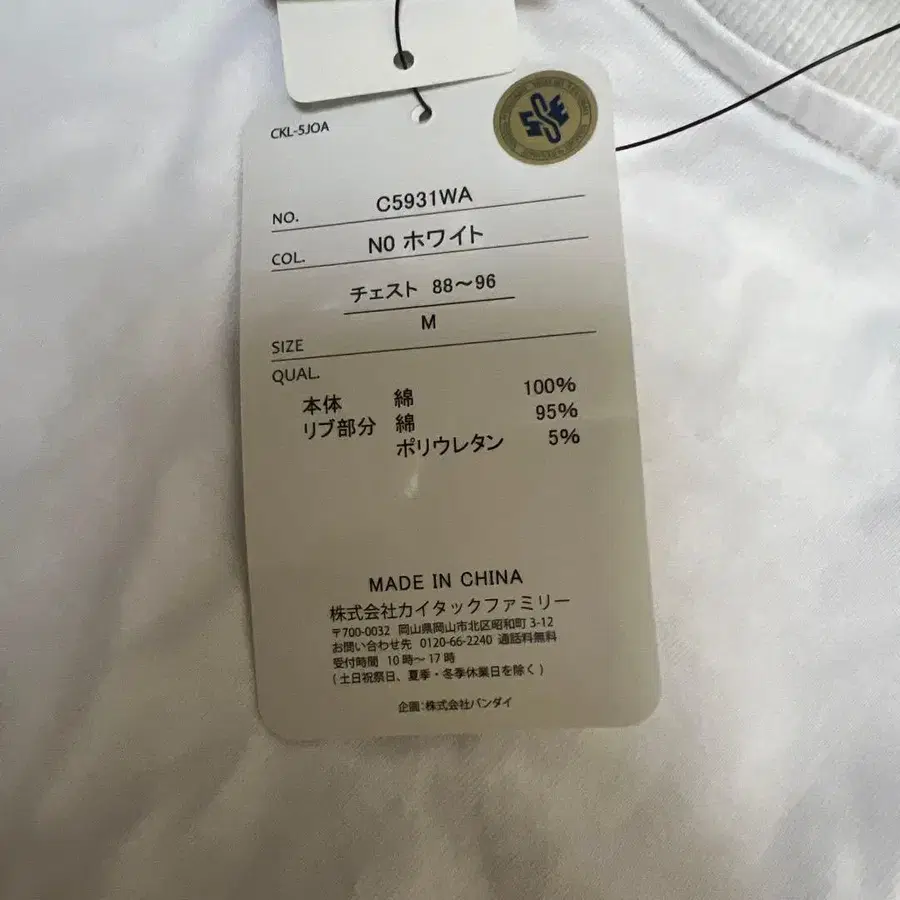 CKL-5JOA
NO. C5931WA
COL. N0 ホワイト
チェスト 88～96
M
SIZE
QUAL.
本体 綿 100%
リブ部分 綿 95%
ポリウレタン 5%
MADE IN CHINA
株式会社カイタックファミリー
〒700-0032 岡山県岡山市北区昭和町 3-12
お問い合わせ先 0120-66-2240 通話料無料
受付時間 10時～17時
(土日祝祭日、夏季・冬季休業日を除く)
企画:株式会社バンダイ